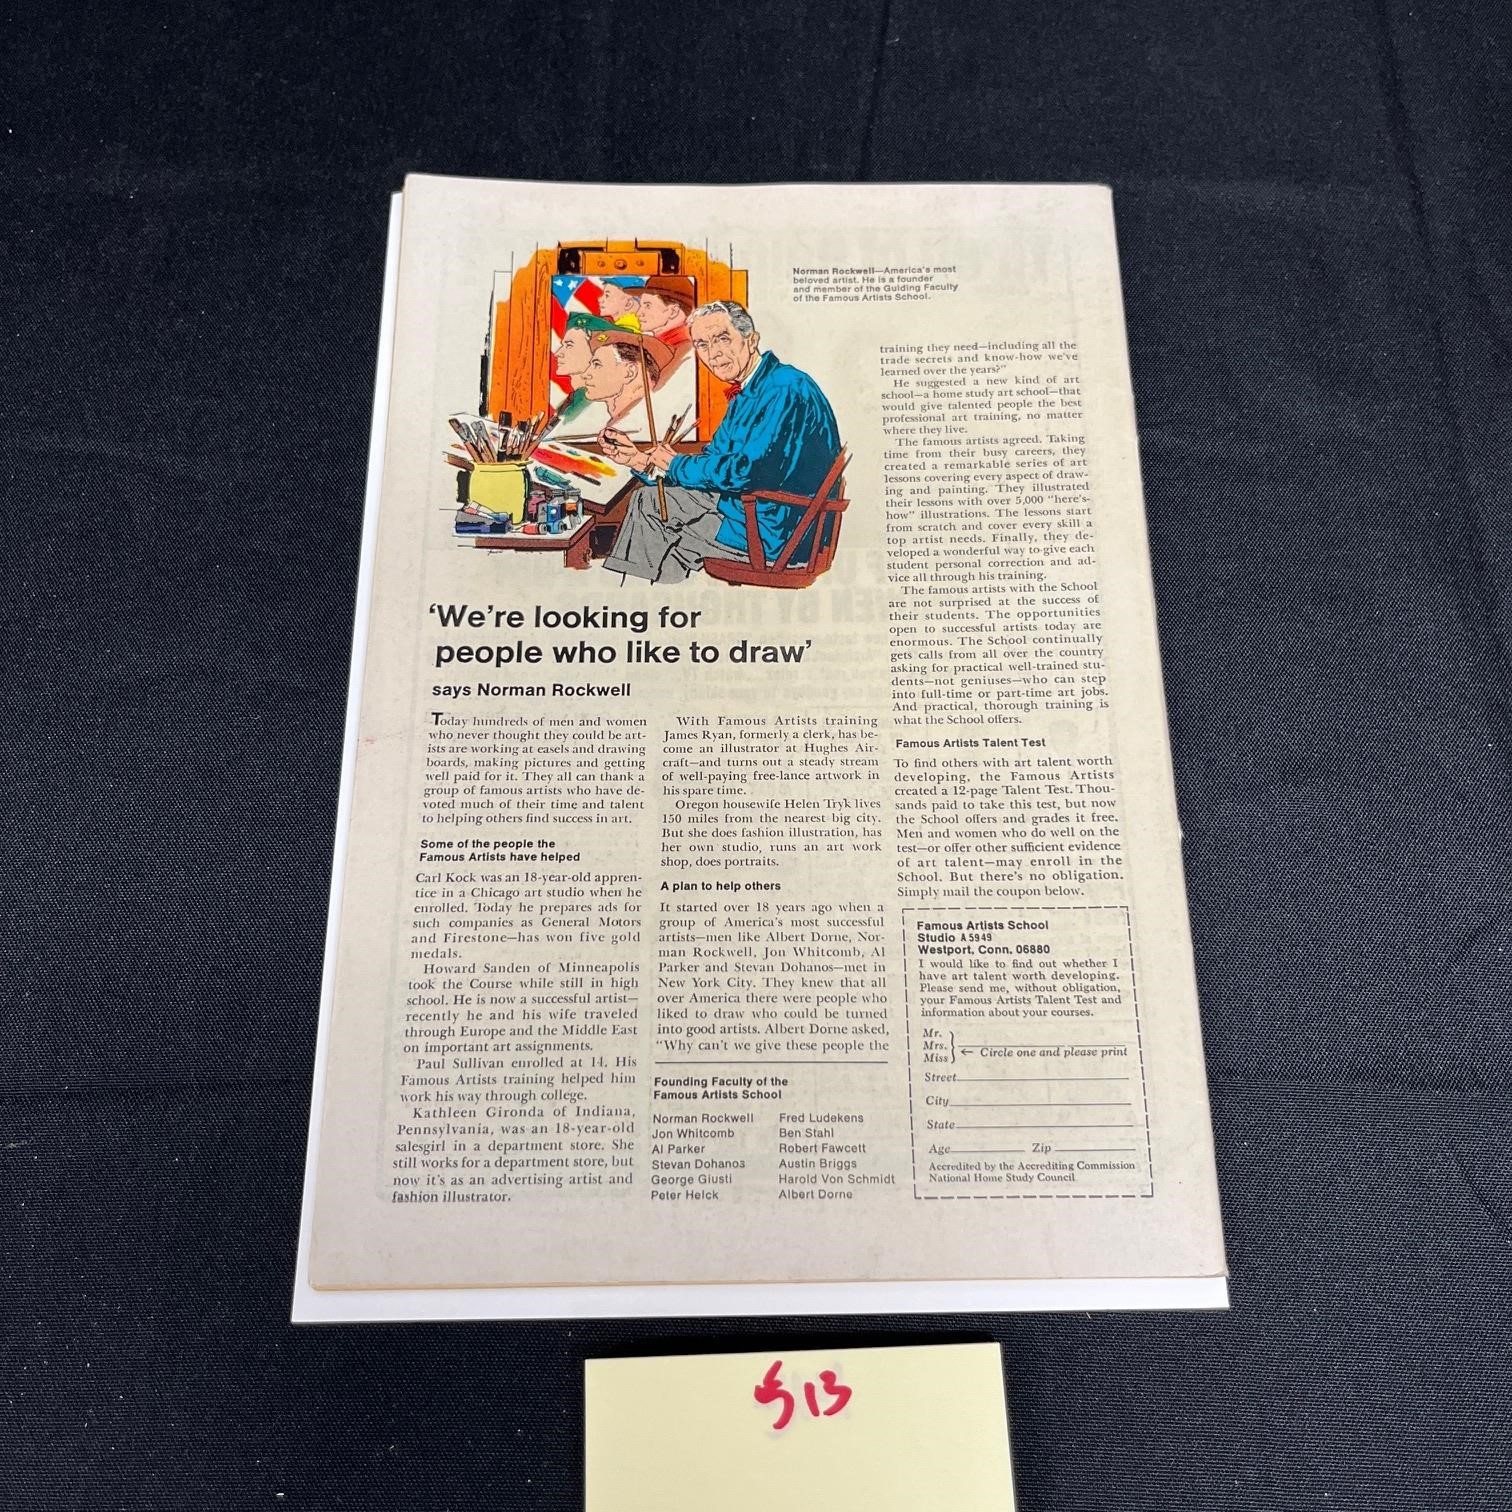 Norman Rockwell—America's most
beloved artist. He is a founder
and member of the Guiding Faculty
of the Famous Artists School.
'We're looking for
people who like to draw'
says Norman Rockwell
Today hundreds of men and women
who never thought they could be art-
ists are working at easels and drawing
boards, making pictures and getting
well paid for it. They all can thank a
group of famous artists who have de-
voted much of their time and talent
to helping others find success in art.
Some of the people the
Famous Artists have helped
Carl Kock was an 18-year-old appren-
tice in a Chicago art studio when he
enrolled. Today he prepares ads for
such companies as General Motors
and Firestone—has won five gold
medals.
Howard Sanden of Minneapolis
took the Course while still in high
school. He is now a successful artist—
recently he and his wife traveled
through Europe and the Middle East
on important art assignments.
Paul Sullivan enrolled at 14. His
Famous Artists training helped him
work his way through college.
Kathleen Gironda of Indiana,
Pennsylvania, was an 18-year-old
salesgirl in a department store. She
still works for a department store, but
now it's as an advertising artist and
fashion illustrator.
With Famous Artists training
James Ryan, formerly a clerk, has be-
come an illustrator at Hughes Air-
craft—and turns out a steady stream
of well-paying free-lance artwork in
his spare time.
Oregon housewife Helen Tryk lives
150 miles from the nearest big city.
But she does fashion illustration, has
her own studio, runs an art work
shop, does portraits.
A plan to help others
It started over 18 years ago when a
group of America's most successful
artists—men like Albert Dorne, Nor-
man Rockwell, Jon Whitcomb, Al
Parker and Stevan Dohanos—met in
New York City. They knew that all
over America there were people who
liked to draw who could be turned
into good artists. Albert Dorne asked,
"Why can't we give these people the
training they need—including all the
trade secrets and know-how we've
learned over the years?"
He suggested a new kind of art
school—a home study art school—that
would give talented people the best
professional art training, no matter
where they live.
The famous artists agreed. Taking
time from their busy careers, they
created a remarkable series of art
lessons covering every aspect of draw-
ing and painting. They illustrated
their lessons with over 5,000 "here's-
how" illustrations. The lessons start
from scratch and cover every skill a
top artist needs. Finally, they de-
veloped a wonderful way to give each
student personal correction and ad-
vice all through his training.
The famous artists with the School
are not surprised at the success of
their students. The opportunities
open to successful artists today are
enormous. The School continually
gets calls from all over the country
asking for practical well-trained stu-
dents—not geniuses—who can step
into full-time or part-time art jobs.
And practical, thorough training is
what the School offers.
Famous Artists Talent Test
To find others with art talent worth
developing, the Famous Artists
created a 12-page Talent Test. Thou-
sands paid to take this test, but now
the School offers and grades it free.
Men and women who do well on the
test—or offer other sufficient evidence
of art talent—may enroll in the
School. But there's no obligation.
Simply mail the coupon below.
Founding Faculty of the
Famous Artists School
Norman Rockwell
Jon Whitcomb
Al Parker
Stevan Dohanos
George Giusti
Peter Helck
Fred Ludekens
Ben Stahl
Robert Fawcett
Austin Briggs
Harold Von Schmidt
Albert Dorne
Famous Artists School
Studio A5949
Westport, Conn. 06880
I would like to find out whether I
have art talent worth developing.
Please send me, without obligation,
your Famous Artists Talent Test and
information about your courses.
Mr.
Mrs.
Miss
← Circle one and please print
Street
City
State
Age Zip
Accredited by the Accrediting Commission
National Home Study Council
513